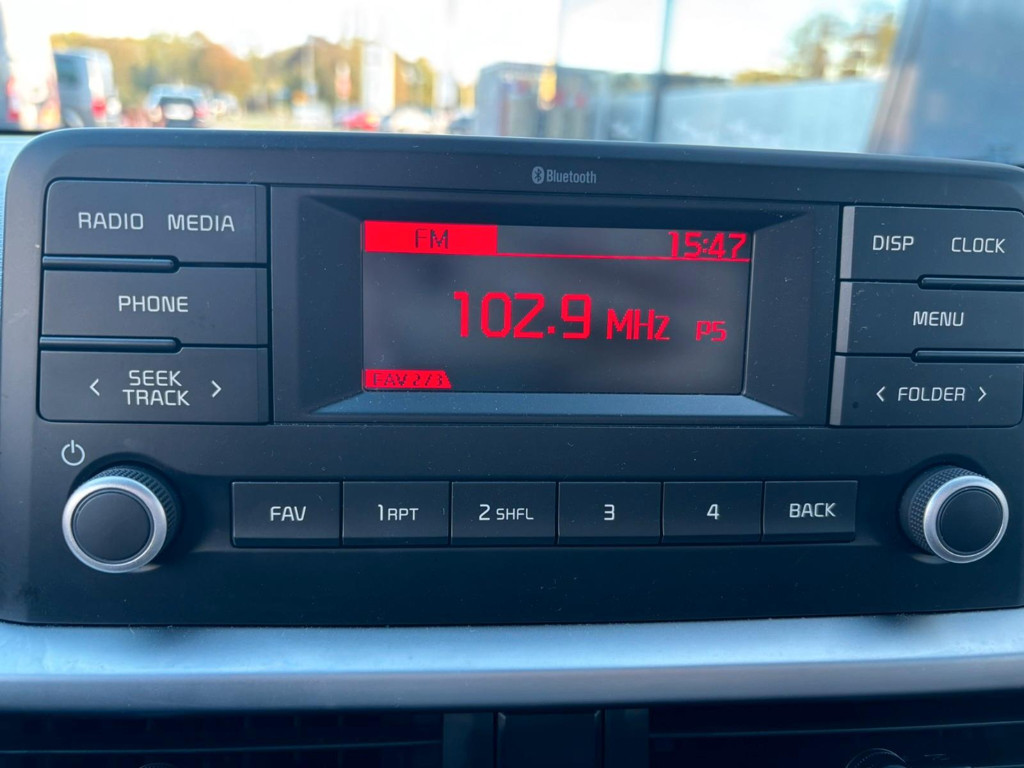 Bluetooth
RADIO MEDIA
PHONE
< SEEK TRACK >
FM 15:47
102.9 MHz P5
FAV 2/3
DISP CLOCK
MENU
< FOLDER >
FAV 1 RPT 2 SHFL 3 4 BACK